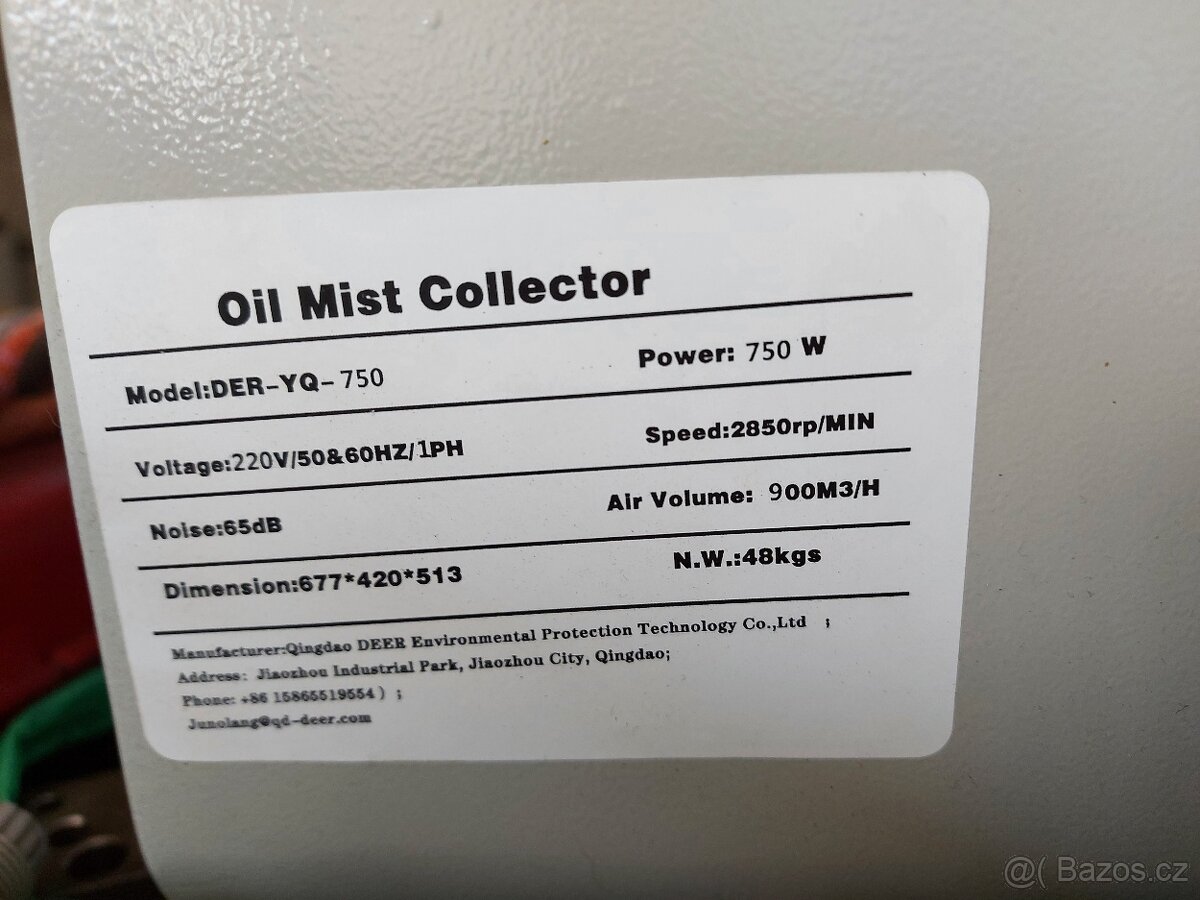 Oil Mist Collector
Model:DER-YQ-750 Power: 750 W
Voltage:220V/50&60HZ/1PH Speed:2850rp/MIN
Noise:65dB Air Volume: 900M3/H
Dimension:677*420*513 N.W.:48kgs
Manufacturer:Qingdao DEER Environmental Protection Technology Co.,Ltd ;
Address: Jiaozhou Industrial Park, Jiaozhou City, Qingdao;
Phone: +86 15865519554 ) ;
Junolang@qd-deer.com
@( Bazos.cz